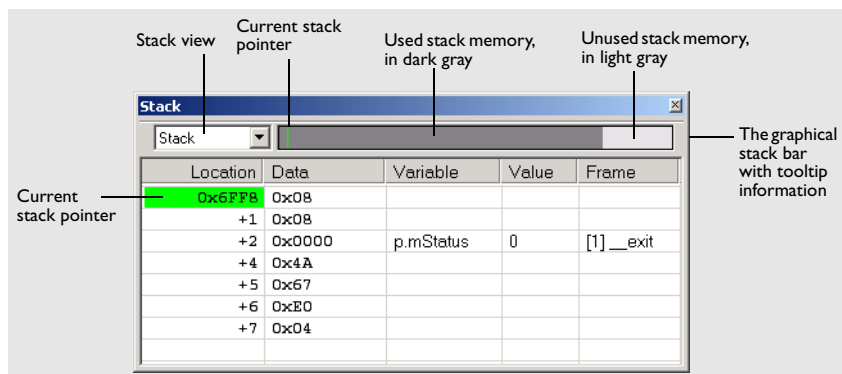 Stack view
Current stack
pointer
Used stack memory,
in dark gray
Unused stack memory,
in light gray
Stack
Stack
The graphical
stack bar
with tooltip
information
Location Data Variable Value Frame
Current
stack pointer
0x6FF8 0x08
+1 0x08
+2 0x0000 p.mStatus 0 [1] __exit
+4 0x4A
+5 0x67
+6 0xE0
+7 0x04